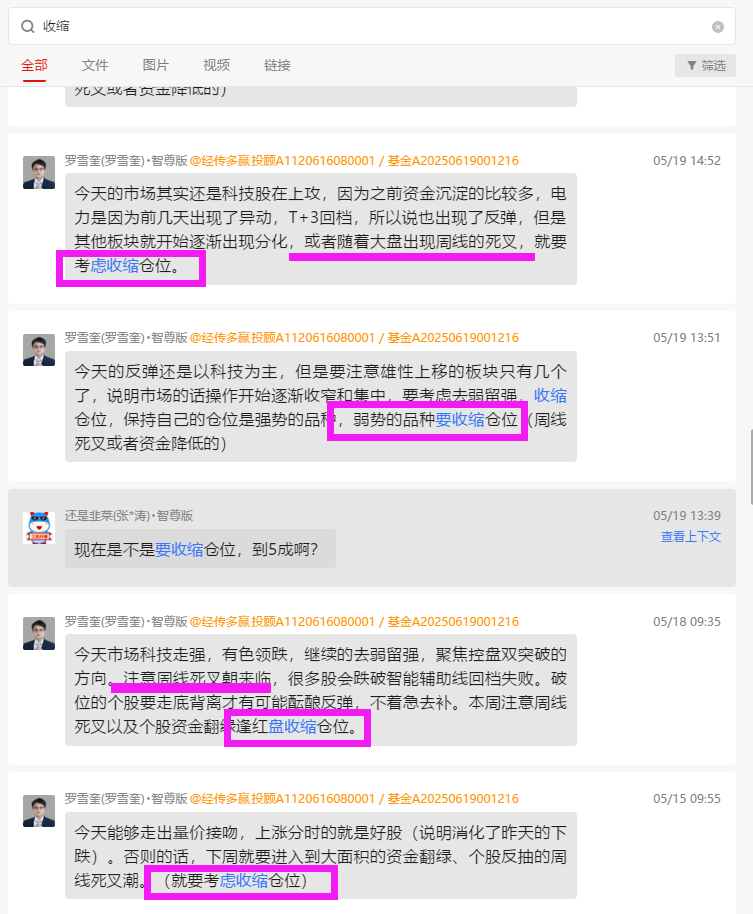 收缩
全部 文件 图片 视频 链接 筛选
死叉或者资金降低的）
罗雪奎(罗雪奎)·智尊版 @经传多赢投顾A1120616080001 / 基金A20250619001216 05/19 14:52
今天的市场其实还是科技股在上攻，因为之前资金沉淀的比较多，电
力是因为前几天出现了异动，T+3回档，所以说也出现了反弹，但是
其他板块就开始逐渐出现分化，或者随着大盘出现周线的死叉，就要
考虑收缩仓位。
罗雪奎(罗雪奎)·智尊版 @经传多赢投顾A1120616080001 / 基金A20250619001216 05/19 13:51
今天的反弹还是以科技为主，但是要注意雄性上移的板块只有几个
了，说明市场的话操作开始逐渐收窄和集中，要考虑去弱留强，收缩
仓位，保持自己的仓位是强势的品种，弱势的品种要收缩仓位（周线
死叉或者资金降低的）
还是韭菜(张*涛)·智尊版 05/19 13:39
查看上下文
现在是不是要收缩仓位，到5成啊？
罗雪奎(罗雪奎)·智尊版 @经传多赢投顾A1120616080001 / 基金A20250619001216 05/18 09:35
今天市场科技走强，有色领跌，继续的去弱留强，聚焦控盘双突破的
方向。注意周线死叉朝来临，很多股会跌破智能辅助线回档失败。破
位的个股要走底背离才有可能酝酿反弹，不着急去补。本周注意周线
死叉以及个股资金翻绿逢红盘收缩仓位。
罗雪奎(罗雪奎)·智尊版 @经传多赢投顾A1120616080001 / 基金A20250619001216 05/15 09:55
今天能够走出量价接吻，上涨分时的就是好股（说明消化了昨天的下
跌）。否则的话，下周就要进入到大面积的资金翻绿、个股反抽的周
线死叉潮。（就要考虑收缩仓位）